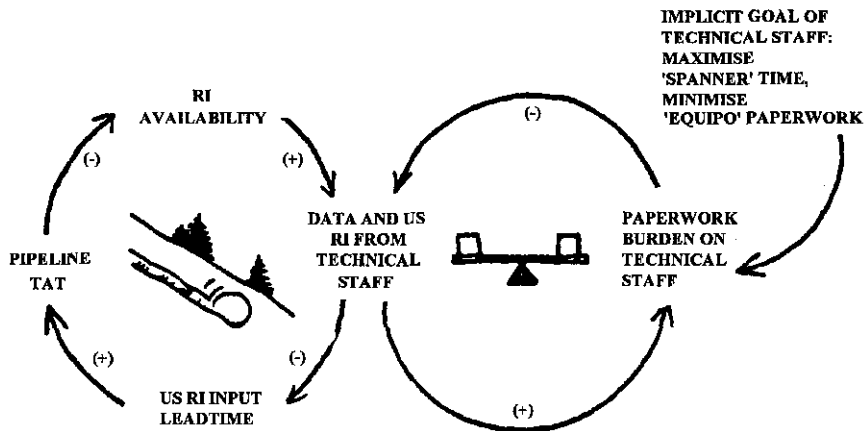 IMPLICIT GOAL OF
TECHNICAL STAFF:
MAXIMISE
'SPANNER' TIME,
MINIMISE
'EQUIPO' PAPERWORK
RI
AVAILABILITY
(-)
(-)
(+)
DATA AND US
RI FROM
TECHNICAL
STAFF
PAPERWORK
BURDEN ON
TECHNICAL
STAFF
PIPELINE
TAT
(+)
(-)
US RI INPUT
LEADTIME
(+)